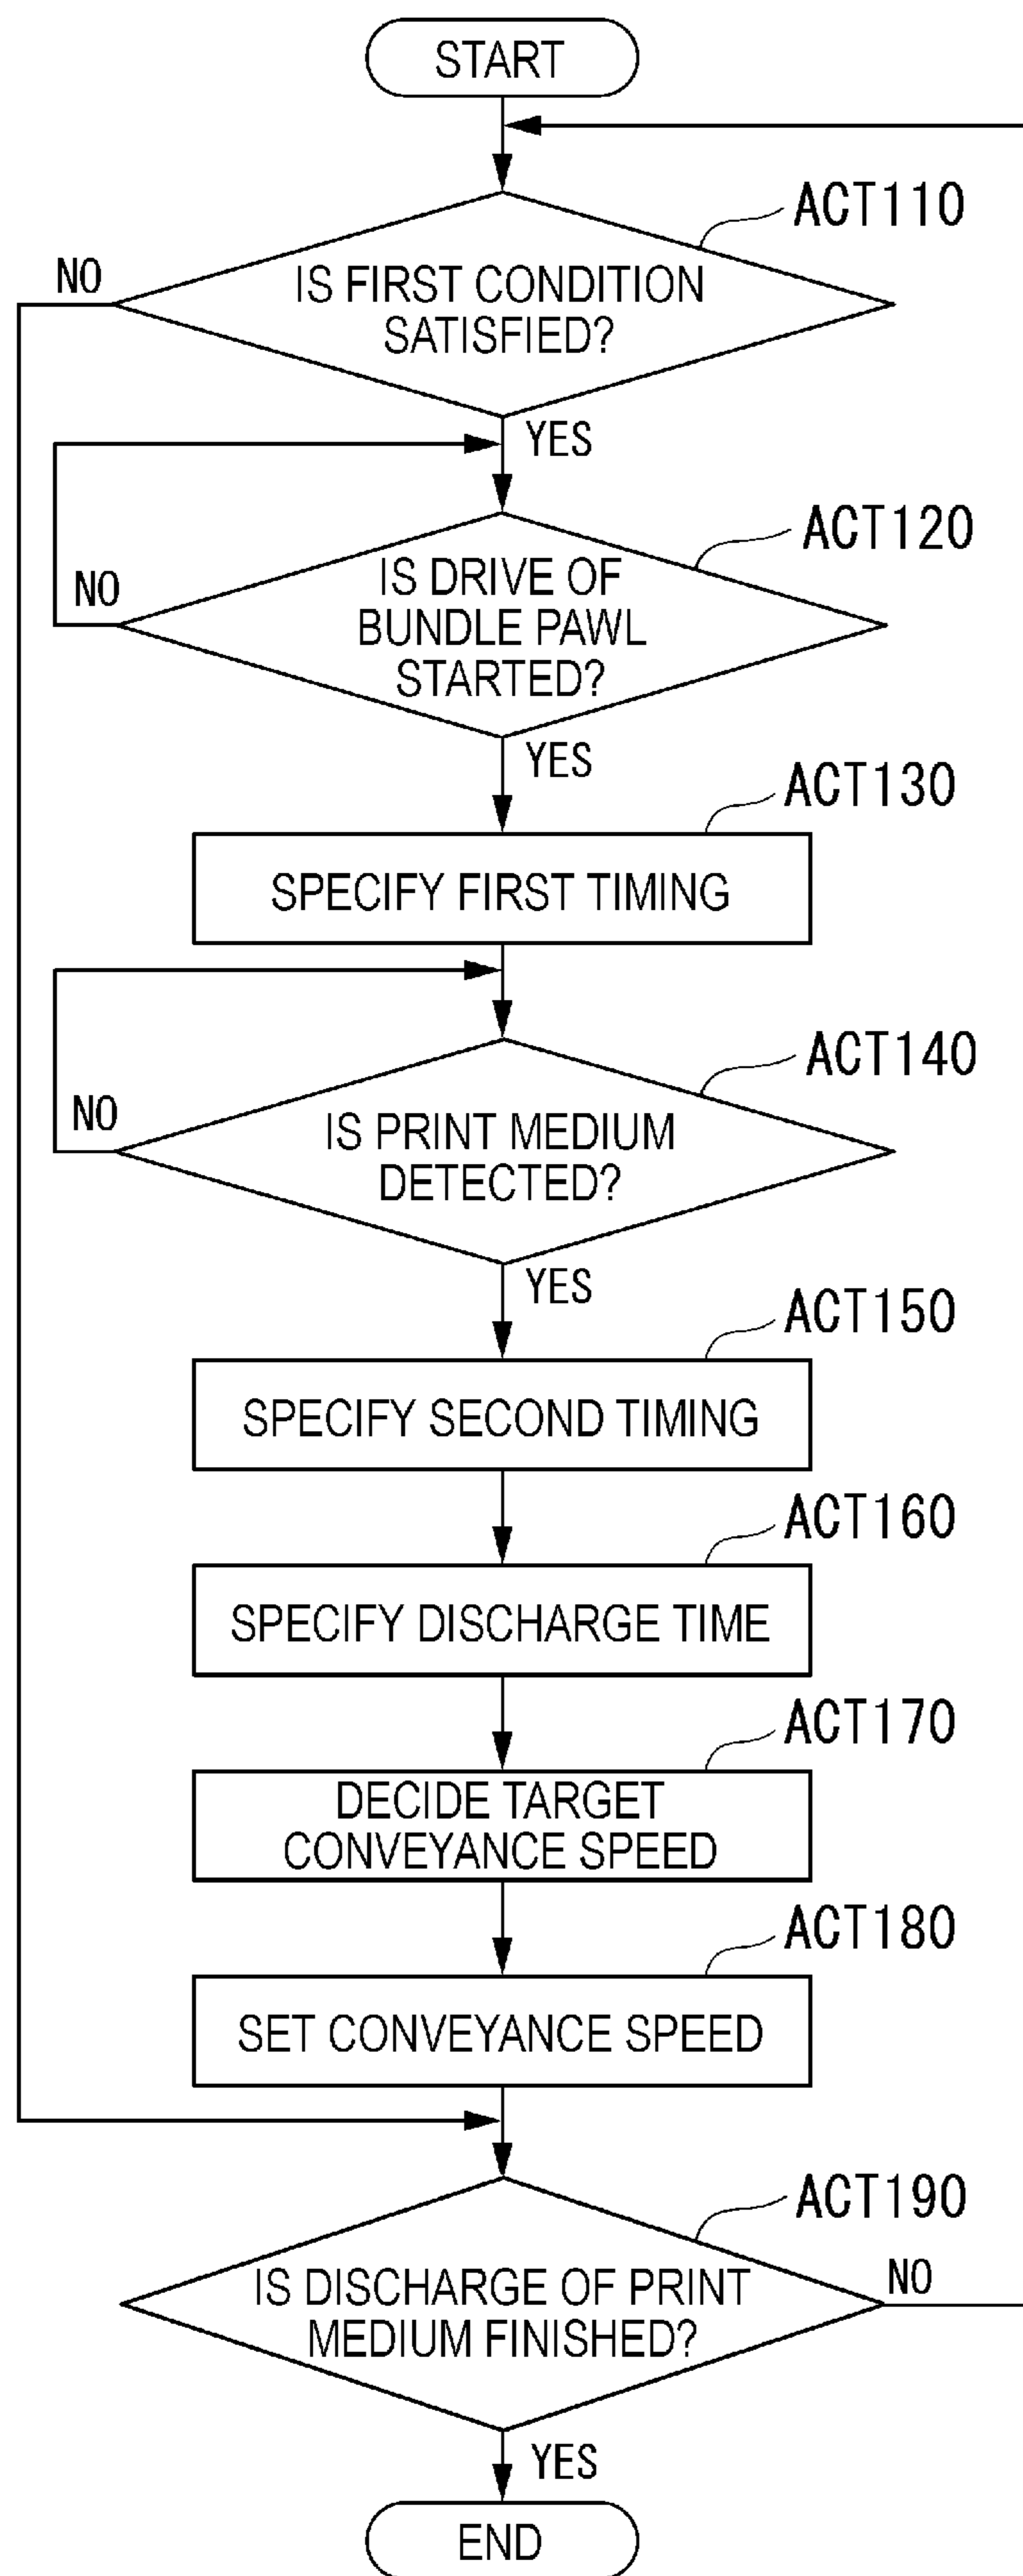 START
ACT110
NO
IS FIRST CONDITION
SATISFIED?
YES
ACT120
NO
IS DRIVE OF
BUNDLE PAWL
STARTED?
YES
ACT130
SPECIFY FIRST TIMING
ACT140
NO
IS PRINT MEDIUM
DETECTED?
YES
ACT150
SPECIFY SECOND TIMING
ACT160
SPECIFY DISCHARGE TIME
ACT170
DECIDE TARGET
CONVEYANCE SPEED
ACT180
SET CONVEYANCE SPEED
ACT190
IS DISCHARGE OF PRINT
MEDIUM FINISHED?
NO
YES
END